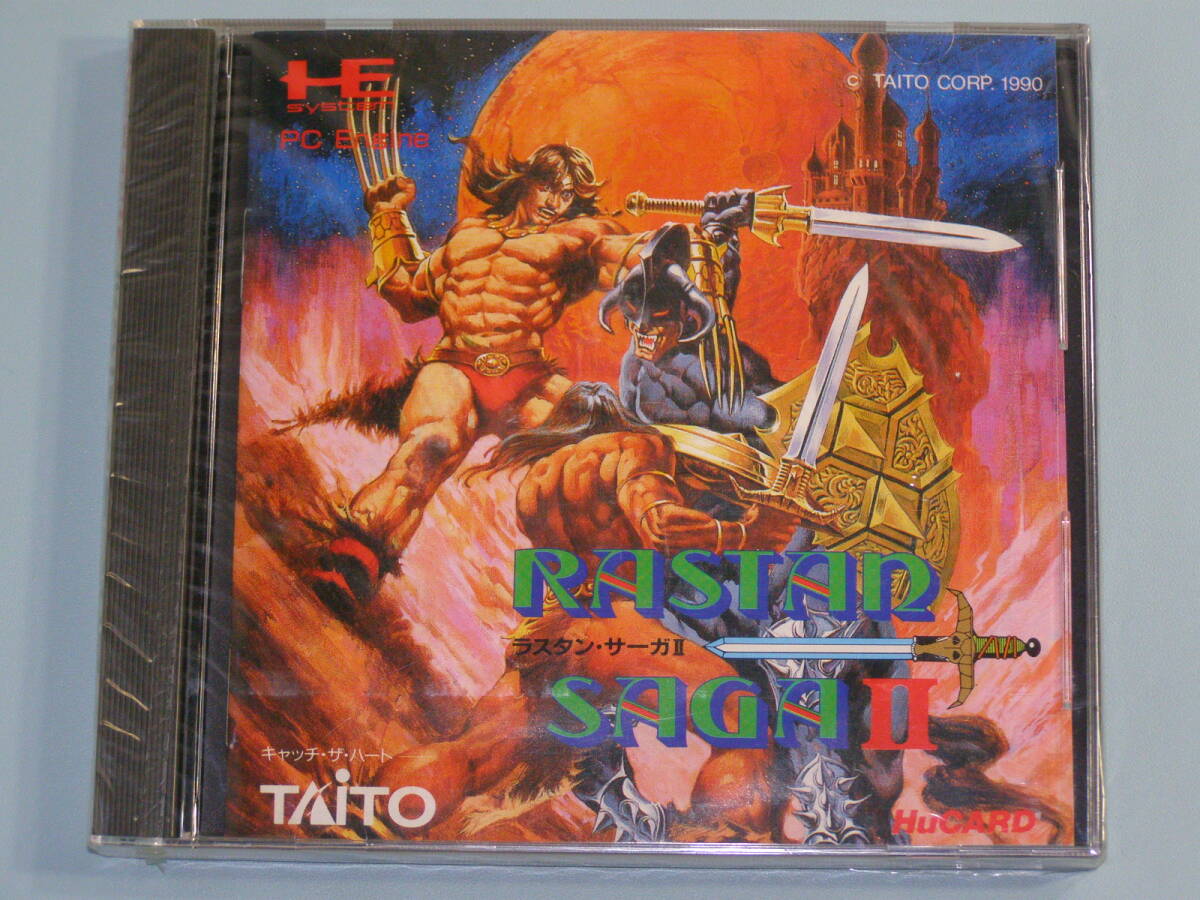 HE
system
PC Engine
© TAITO CORP. 1990
RASTAN
ラスタン・サーガⅡ
SAGA II
キャッチ・ザ・ハート
TAITO
HuCARD